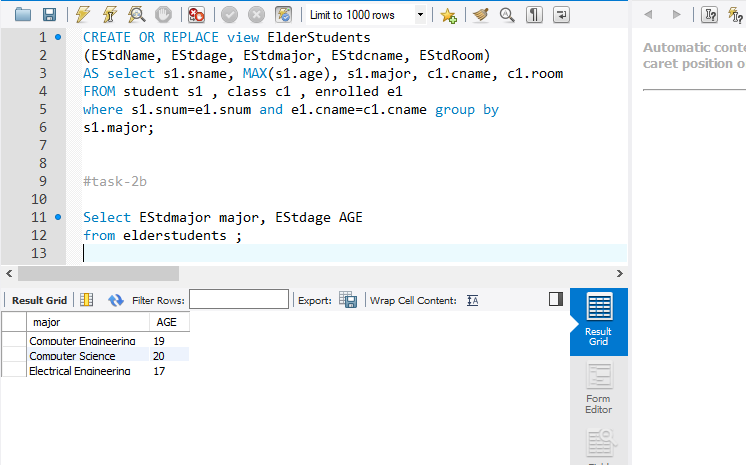 Limit to 1000 rows
1 CREATE OR REPLACE view ElderStudents
2 (EStdName, EStdage, EStdmajor, EStdcname, EStdRoom)
3 AS select s1.sname, MAX(s1.age), s1.major, c1.cname, c1.room
4 FROM student s1 , class c1 , enrolled e1
5 where s1.snum=e1.snum and e1.cname=c1.cname group by
6 s1.major;
7
8
9 #task-2b
10
11 Select EStdmajor major, EStdage AGE
12 from elderstudents ;
13
Automatic conte
caret position o
Result Grid Filter Rows: Export: Wrap Cell Content:
major AGE
Computer Engineering 19
Computer Science 20
Electrical Engineering 17
Result
Grid
Form
Editor